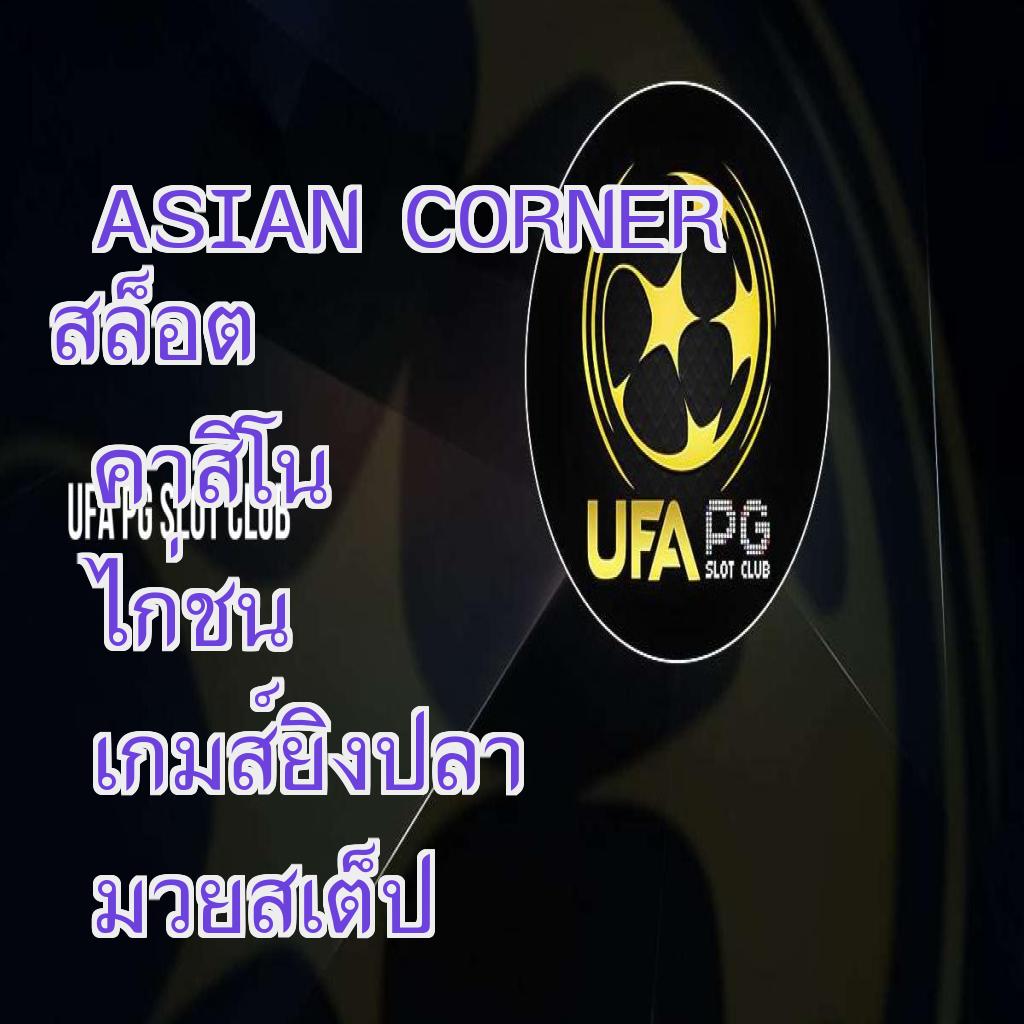 ASIAN CORNER
สล็อต
คาสิโน
UFA PG SLOT CLUB
ไก่ชน
เกมส์ยิงปลา
มวยสเต็ป
UFA PG
SLOT CLUB